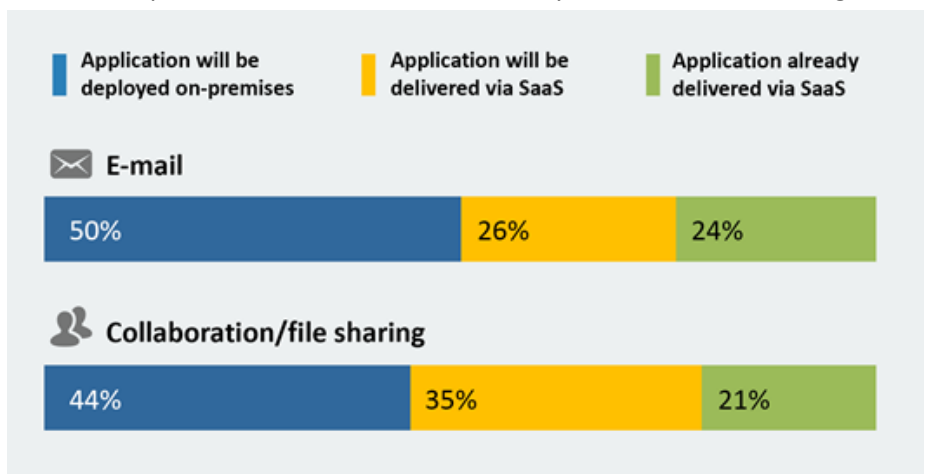 Application will be
deployed on-premises
Application will be
delivered via SaaS
Application already
delivered via SaaS
E-mail
50% 26% 24%
Collaboration/file sharing
44% 35% 21%